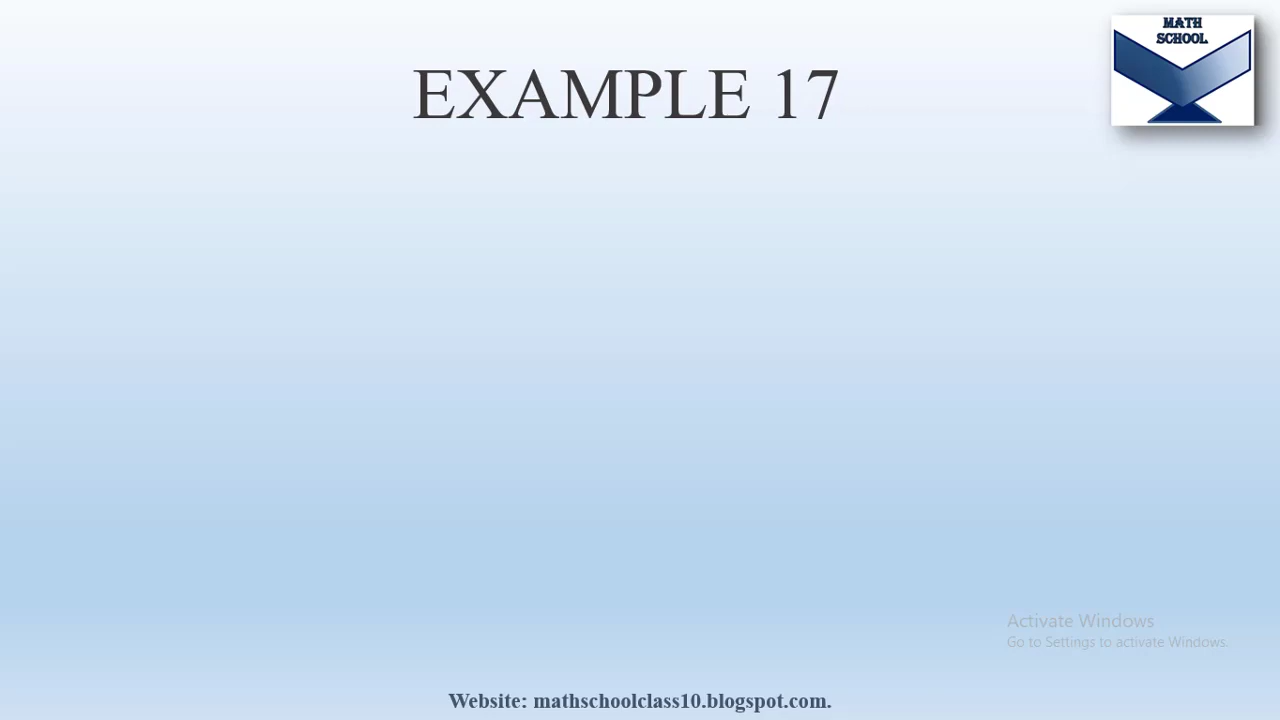 MATH
SCHOOL
EXAMPLE 17
Activate Windows
Go to Settings to activate Windows.
Website: mathschoolclass10.blogspot.com.